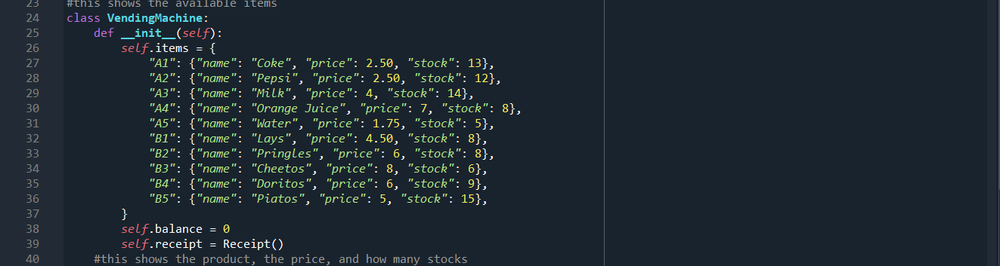 23 #this shows the available items
24 class VendingMachine:
25     def __init__(self):
26         self.items = {
27             "A1": {"name": "Coke", "price": 2.50, "stock": 13},
28             "A2": {"name": "Pepsi", "price": 2.50, "stock": 12},
29             "A3": {"name": "Milk", "price": 4, "stock": 14},
30             "A4": {"name": "Orange Juice", "price": 7, "stock": 8},
31             "A5": {"name": "Water", "price": 1.75, "stock": 5},
32             "B1": {"name": "Lays", "price": 4.50, "stock": 8},
33             "B2": {"name": "Pringles", "price": 6, "stock": 8},
34             "B3": {"name": "Cheetos", "price": 8, "stock": 6},
35             "B4": {"name": "Doritos", "price": 6, "stock": 9},
36             "B5": {"name": "Piatos", "price": 5, "stock": 15},
37         }
38         self.balance = 0
39         self.receipt = Receipt()
40     #this shows the product, the price, and how many stocks